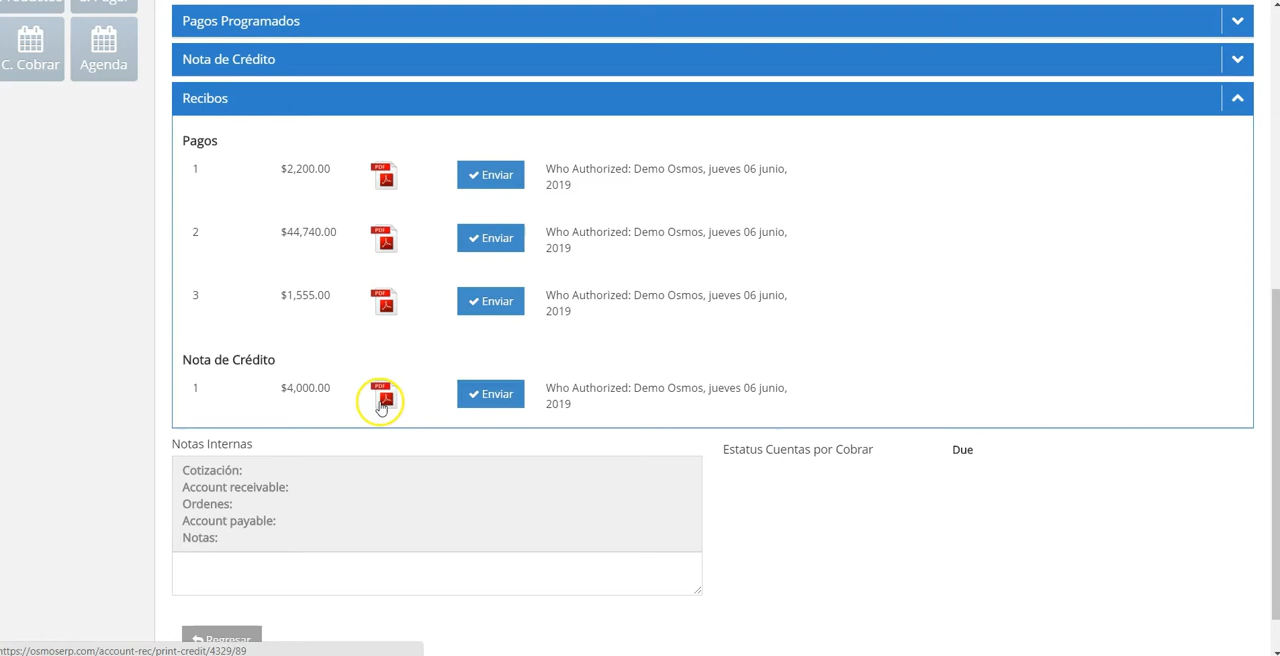 C. Cobrar
Agenda
Pagos Programados
Nota de Crédito
Recibos
Pagos
1 $2,200.00 PDF Enviar Who Authorized: Demo Osmos, jueves 06 junio,
2019
2 $44,740.00 PDF Enviar Who Authorized: Demo Osmos, jueves 06 junio,
2019
3 $1,555.00 PDF Enviar Who Authorized: Demo Osmos, jueves 06 junio,
2019
Nota de Crédito
1 $4,000.00 PDF Enviar Who Authorized: Demo Osmos, jueves 06 junio,
2019
Notas Internas
Estatus Cuentas por Cobrar Due
Cotización:
Account receivable:
Ordenes:
Account payable:
Notas:
Regresar
https://osmoserp.com/account-rec/print-credit/4329/89